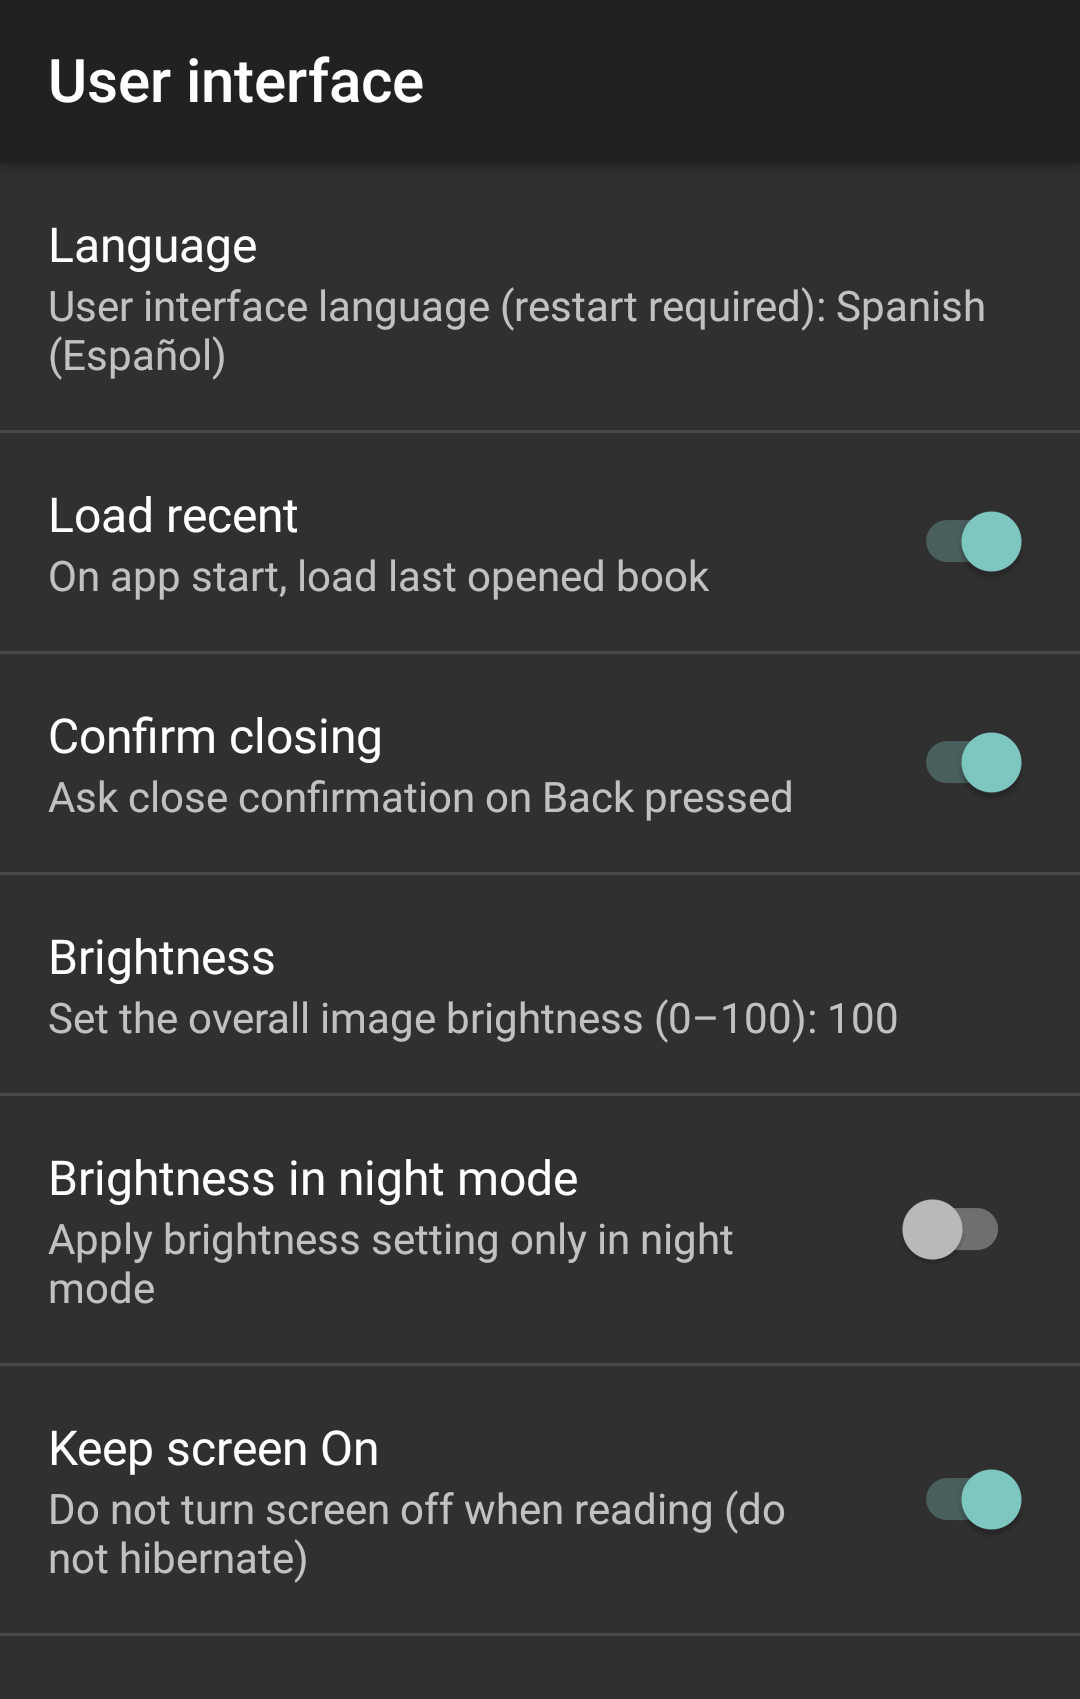 User interface
Language
User interface language (restart required): Spanish
(Español)
Load recent
On app start, load last opened book
Confirm closing
Ask close confirmation on Back pressed
Brightness
Set the overall image brightness (0–100): 100
Brightness in night mode
Apply brightness setting only in night
mode
Keep screen On
Do not turn screen off when reading (do
not hibernate)